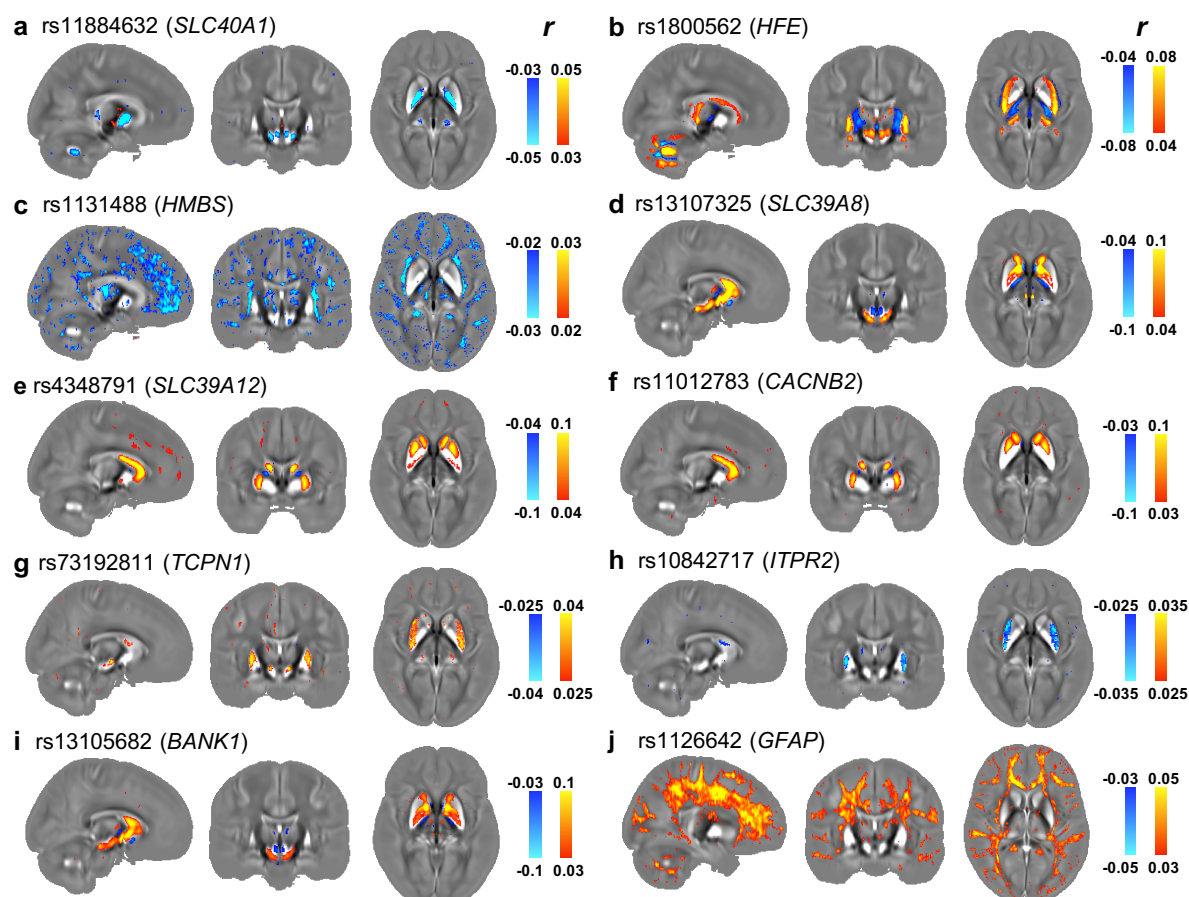 a rs11884632 (SLC40A1) r
-0.03 0.05
-0.05 0.03
b rs1800562 (HFE) r
-0.04 0.08
-0.08 0.04
c rs1131488 (HMBS)
-0.02 0.03
-0.03 0.02
d rs13107325 (SLC39A8)
-0.04 0.1
-0.1 0.04
e rs4348791 (SLC39A12)
-0.04 0.1
-0.1 0.04
f rs11012783 (CACNB2)
-0.03 0.1
-0.1 0.03
g rs73192811 (TCPN1)
-0.025 0.04
-0.04 0.025
h rs10842717 (ITPR2)
-0.025 0.035
-0.035 0.025
i rs13105682 (BANK1)
-0.03 0.1
-0.1 0.03
j rs1126642 (GFAP)
-0.03 0.05
-0.05 0.03